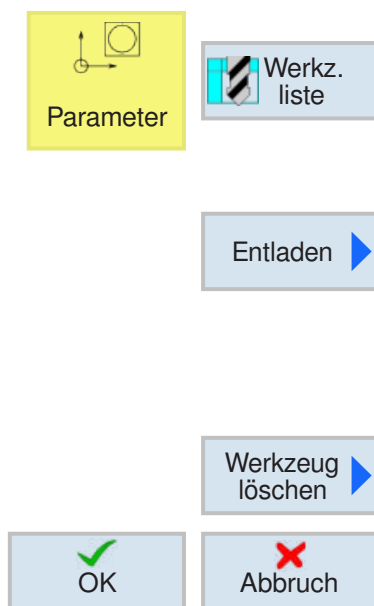 Parameter
Werkz.
liste
Entladen
Werkzeug
löschen
OK
Abbruch